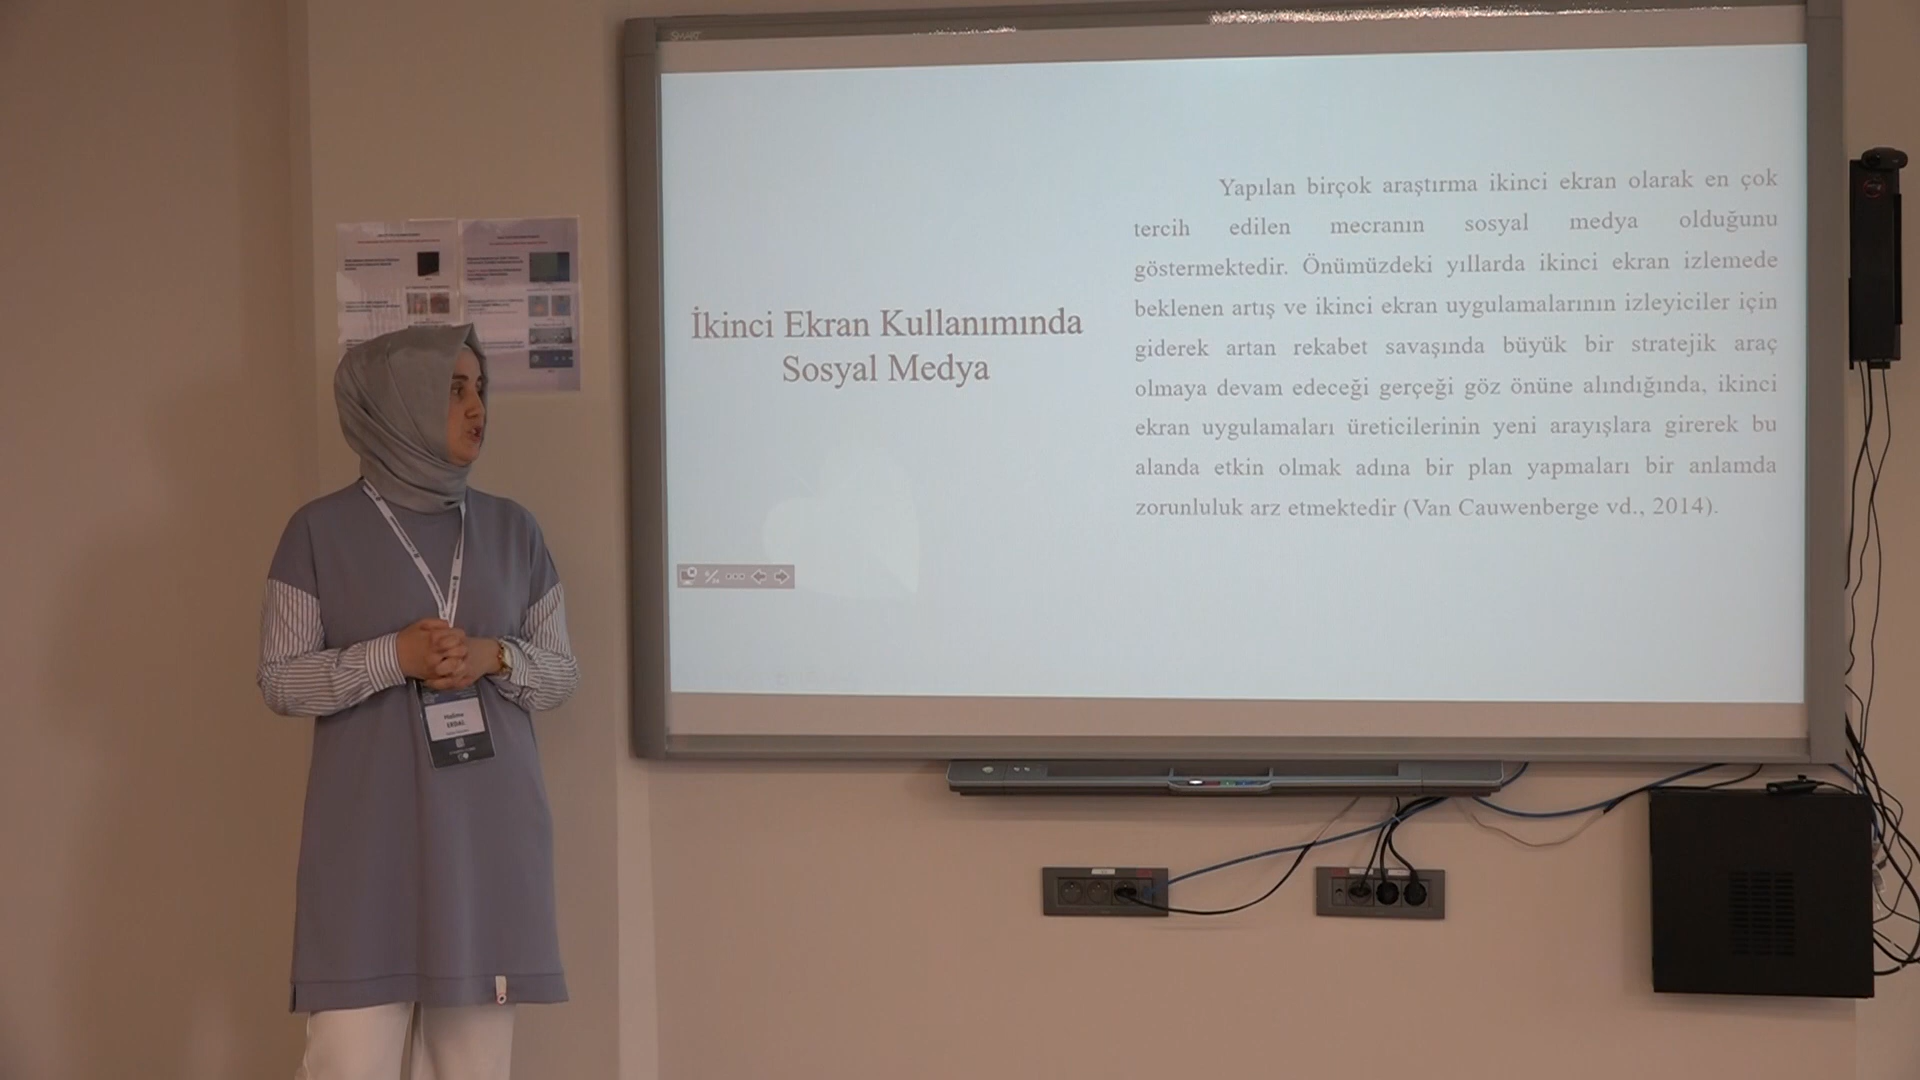 SMART
İkinci Ekran Kullanımında
Sosyal Medya
Yapılan birçok araştırma ikinci ekran olarak en çok
tercih edilen mecranın sosyal medya olduğunu
göstermektedir. Önümüzdeki yıllarda ikinci ekran izlemede
beklenen artış ve ikinci ekran uygulamalarının izleyiciler için
giderek artan rekabet savaşında büyük bir stratejik araç
olmaya devam edeceği gerçeği göz önüne alındığında, ikinci
ekran uygulamaları üreticilerinin yeni arayışlara girerek bu
alanda etkin olmak adına bir plan yapmaları bir anlamda
zorunluluk arz etmektedir (Van Cauwenberge vd., 2014).
Halime
ERDAL